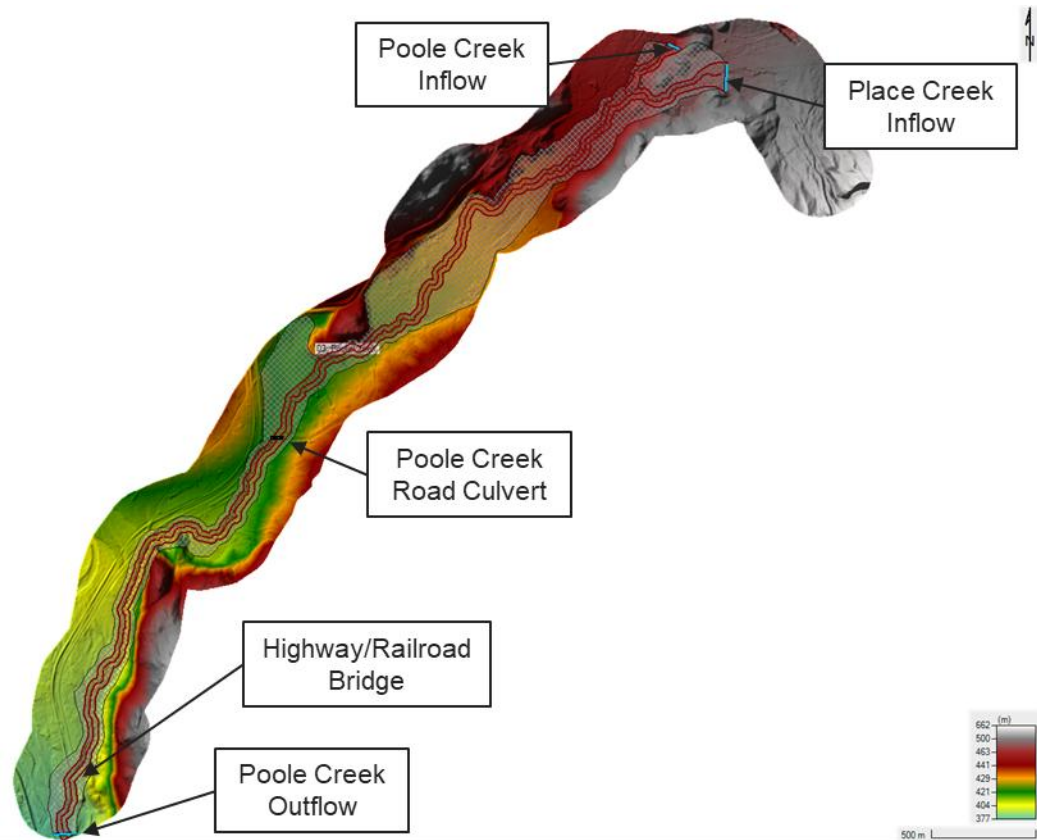 Poole Creek
Inflow
N
Place Creek
Inflow
Poole Creek
Road Culvert
Highway/Railroad
Bridge
Poole Creek
Outflow
662 (m)
500
463
441
429
421
404
377
500 m